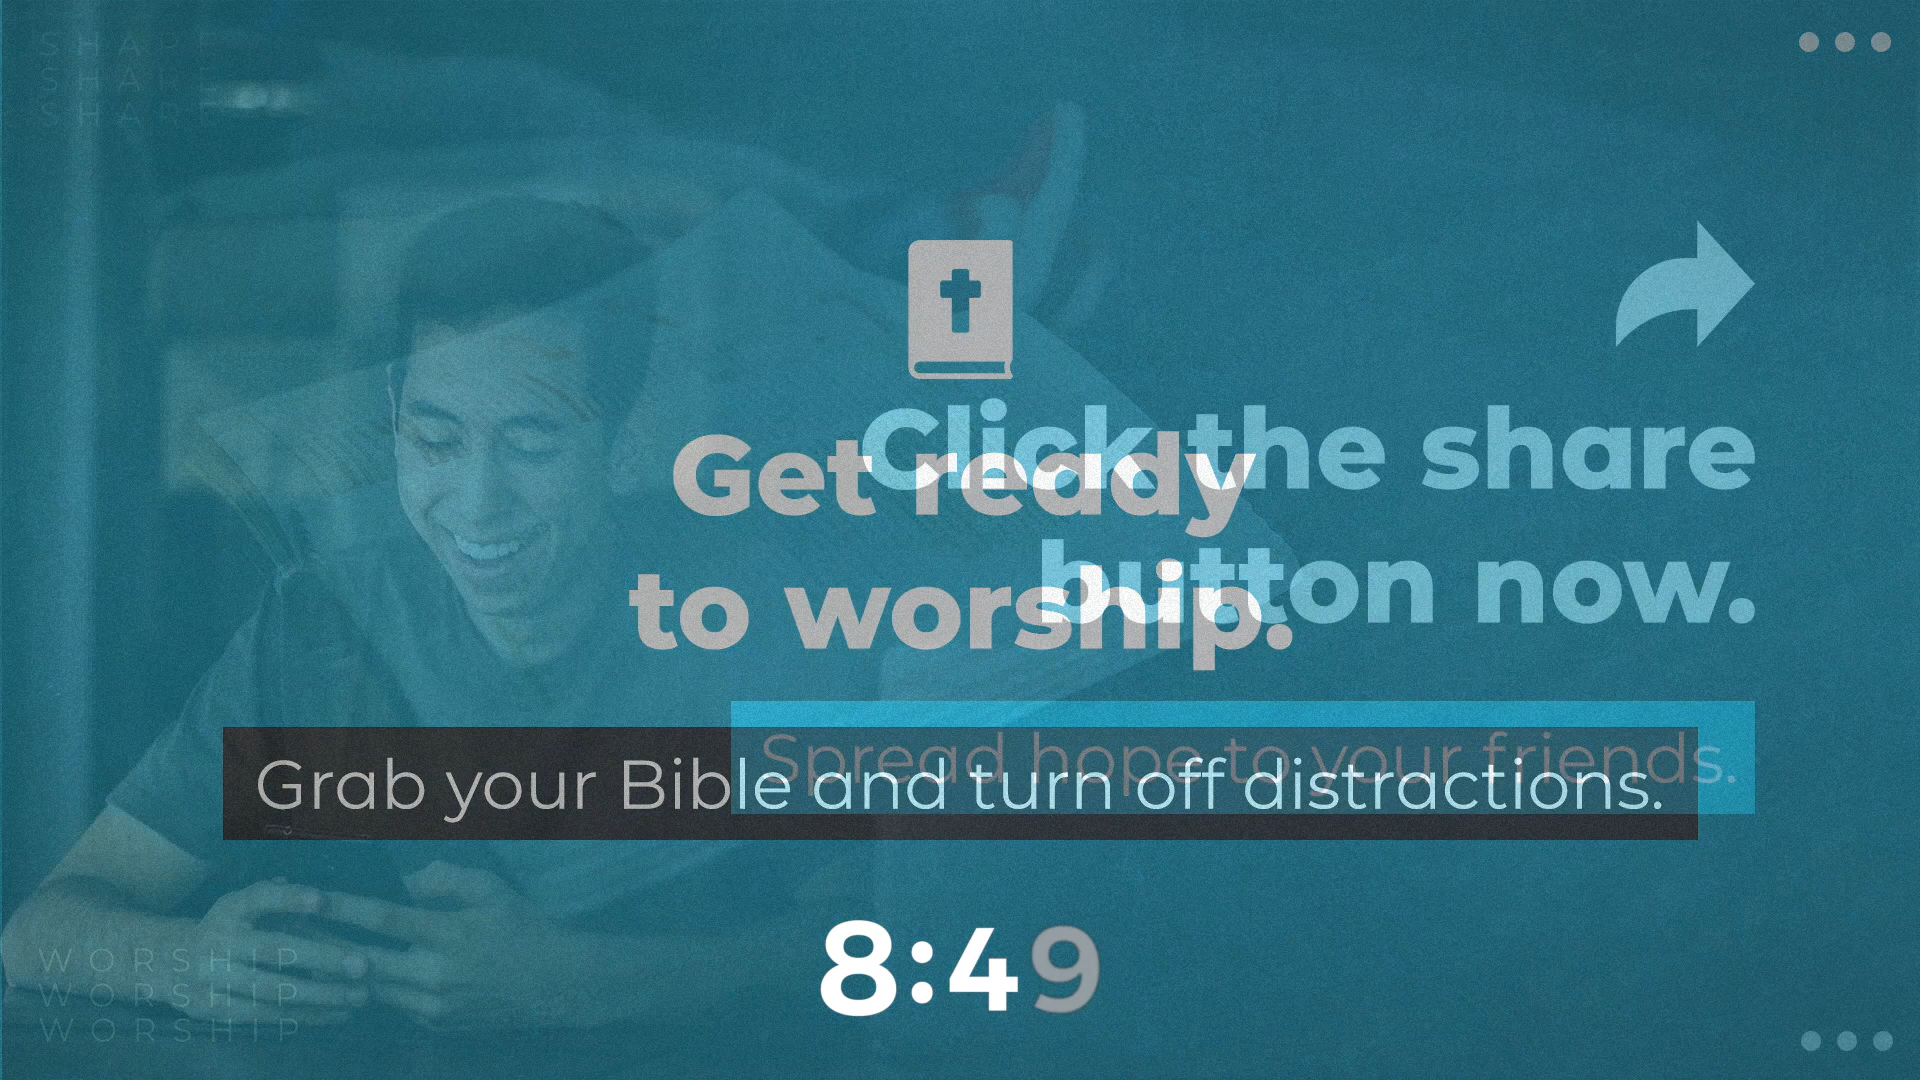 SHARE
SHARE
SHARE
Click the share
button now.
Spread hope to your friends.
Get ready
to worship.
Grab your Bible and turn off distractions.
8:49
WORSHIP
WORSHIP
WORSHIP